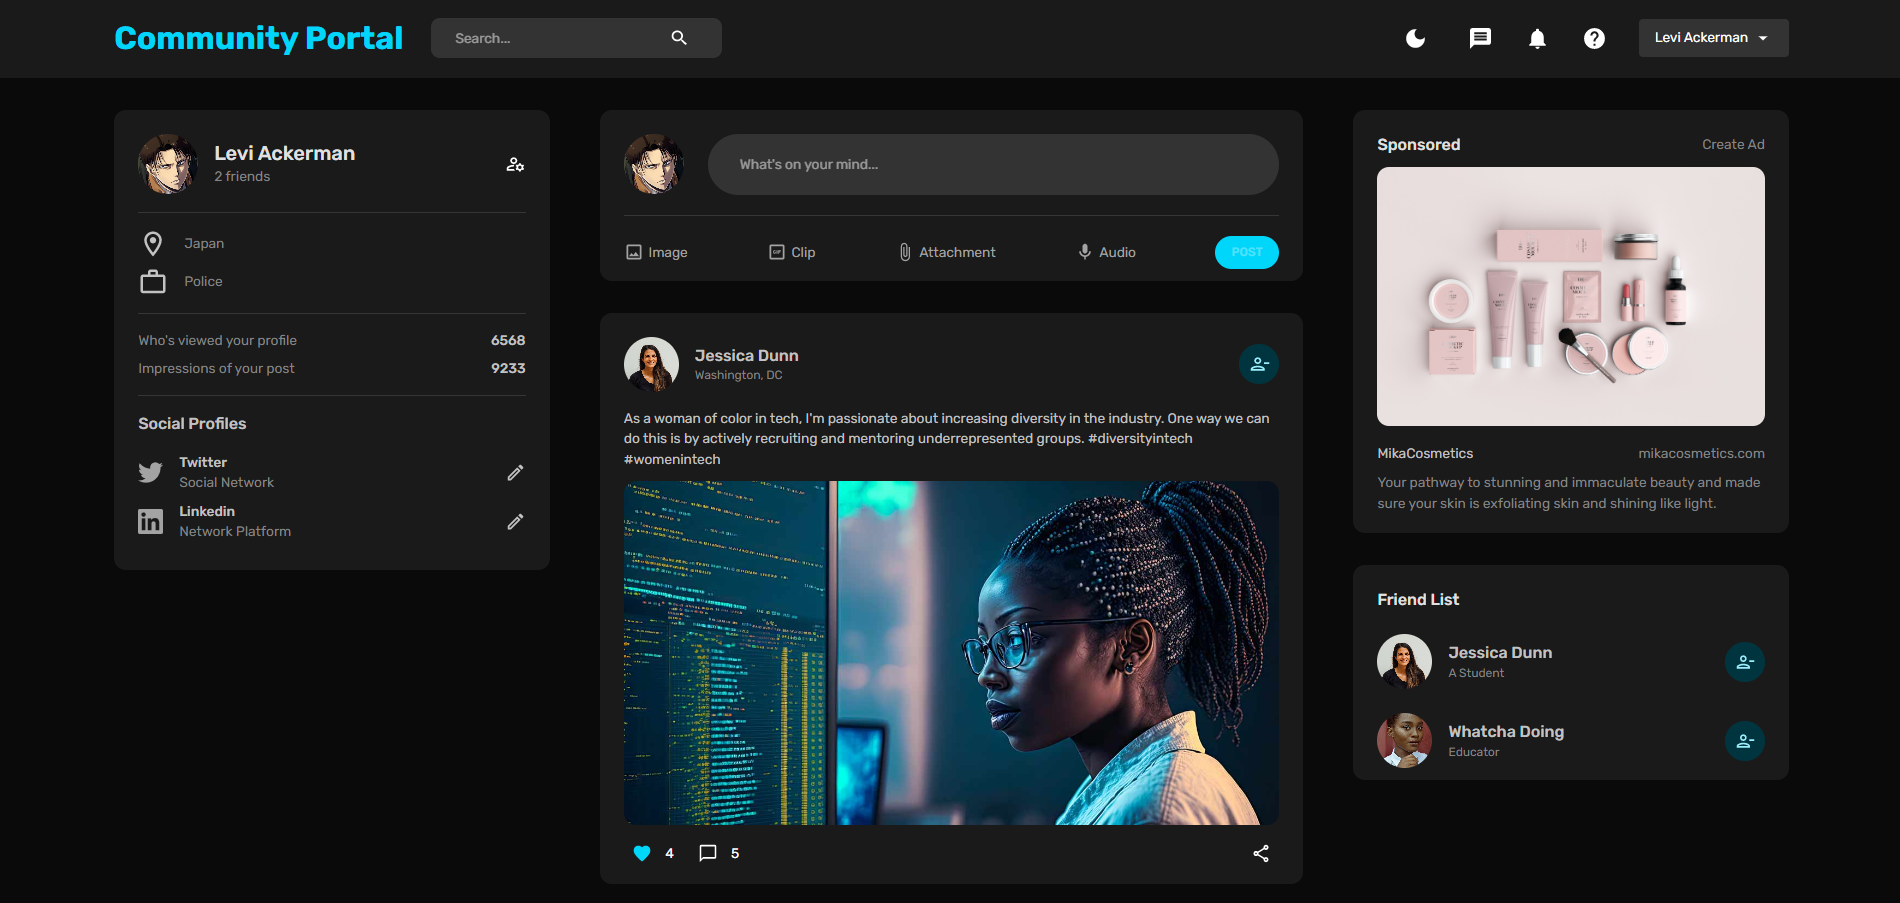 Community Portal
Search...
Levi Ackerman
Levi Ackerman
2 friends
Japan
Police
Who's viewed your profile 6568
Impressions of your post 9233
Social Profiles
Twitter
Social Network
Linkedin
Network Platform
What's on your mind...
Image GIF Clip Attachment Audio POST
Jessica Dunn
Washington, DC
As a woman of color in tech, I'm passionate about increasing diversity in the industry. One way we can
do this is by actively recruiting and mentoring underrepresented groups. #diversityintech
#womenintech
4 5
Sponsored Create Ad
MikaCosmetics mikacosmetics.com
Your pathway to stunning and immaculate beauty and made
sure your skin is exfoliating skin and shining like light.
Friend List
Jessica Dunn
A Student
Whatcha Doing
Educator